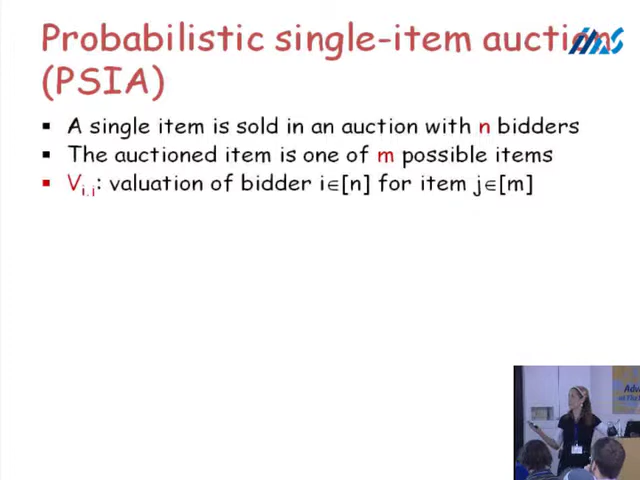 Probabilistic single-item auction
(PSIA)
▪ A single item is sold in an auction with n bidders
▪ The auctioned item is one of m possible items
▪ Vi,j: valuation of bidder i∈[n] for item j∈[m]